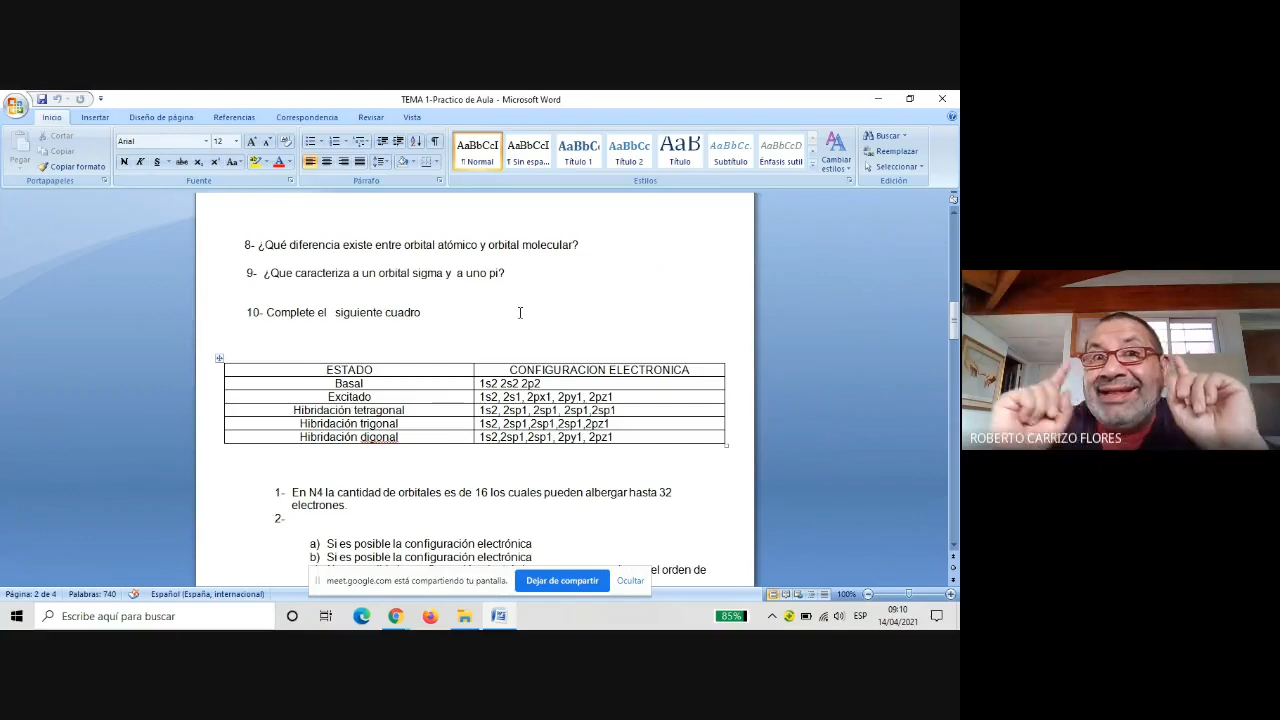 TEMA 1-Practico de Aula - Microsoft Word
Inicio Insertar Diseño de página Referencias Correspondencia Revisar Vista
Pegar
Cortar
Copiar
Copiar formato
Portapapeles
Arial 12
Fuente
Párrafo
AaBbCcI AaBbCcI AaBbCc AaBbCc AaB AaBbCc. AaBbCcD
¶ Normal ¶ Sin espa... Título 1 Título 2 Título Subtítulo Énfasis sutil
Cambiar estilos
Estilos
Buscar
Reemplazar
Seleccionar
Edición
8- ¿Qué diferencia existe entre orbital atómico y orbital molecular?
9- ¿Que caracteriza a un orbital sigma y a uno pi?
10- Complete el siguiente cuadro
ESTADO CONFIGURACION ELECTRONICA
Basal 1s2 2s2 2p2
Excitado 1s2, 2s1, 2px1, 2py1, 2pz1
Hibridación tetragonal 1s2, 2sp1, 2sp1, 2sp1,2sp1
Hibridación trigonal 1s2, 2sp1,2sp1,2sp1,2pz1
Hibridación digonal 1s2,2sp1,2sp1, 2py1, 2pz1
1- En N4 la cantidad de orbitales es de 16 los cuales pueden albergar hasta 32
electrones.
2-
a) Si es posible la configuración electrónica
b) Si es posible la configuración electrónica
el orden de
meet.google.com está compartiendo tu pantalla. Dejar de compartir Ocultar
Página: 2 de 4 Palabras: 740 Español (España, internacional) 100%
Escribe aquí para buscar
85%
ESP
09:10
14/04/2021
ROBERTO CARRIZO FLORES